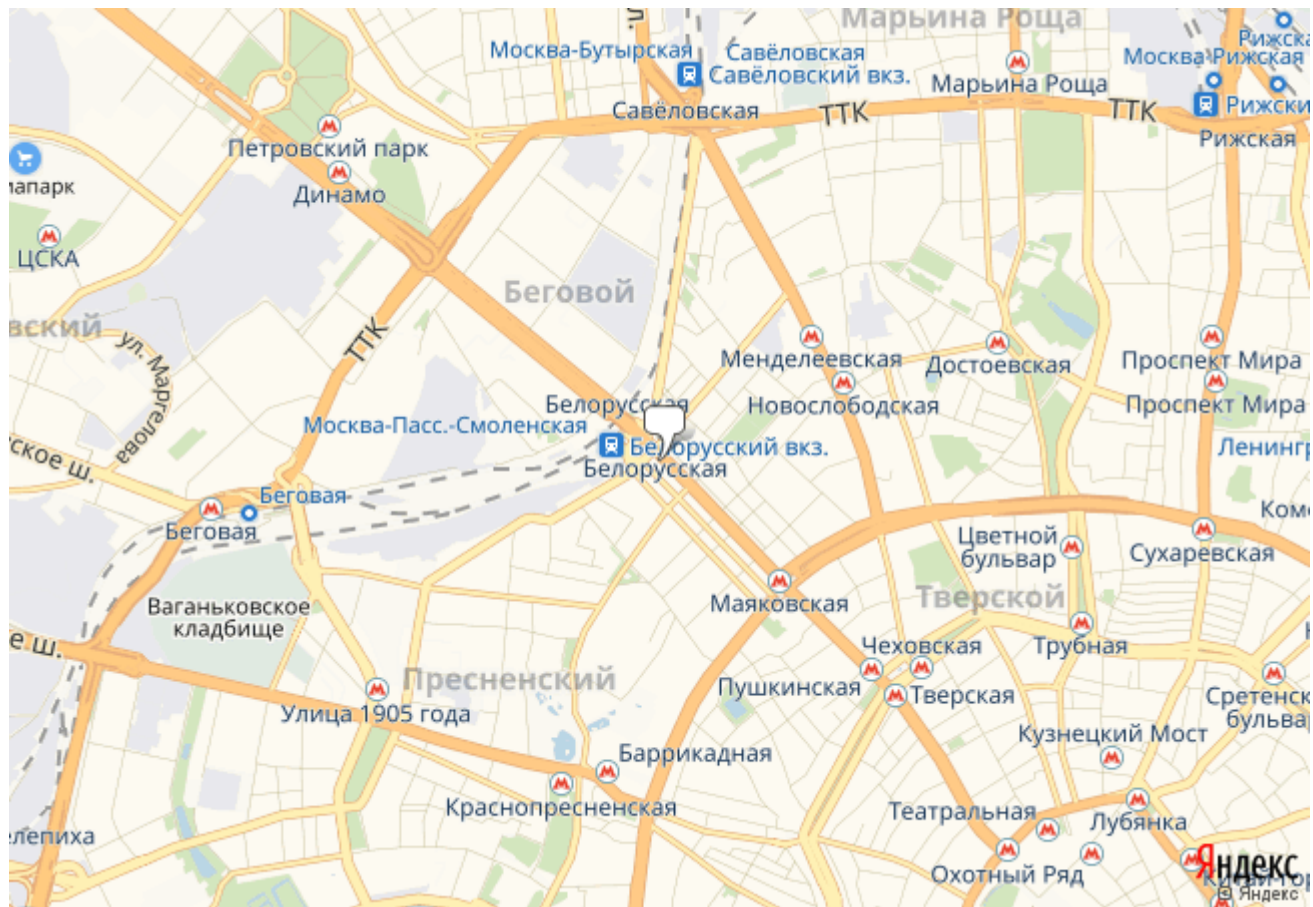 Марьина Роща
Москва-Бутырская
Савёловская
Савёловский вкз.
Москва-Рижская
Марьина Роща
Савёловская
ТТК
ТТК
Рижская
Петровский парк
Динамо
ЦСКА
Беговой
ТТК
ул. Маргелова
Менделеевская
Достоевская
Проспект Мира
Новослободская
Проспект Мира
Белорусская
Москва-Пасс.-Смоленская
Белорусский вкз.
Белорусская
Беговая
Беговая
Цветной
бульвар
Сухаревская
Ваганьковское
кладбище
Маяковская
Тверской
Чеховская
Трубная
Пресненский
Пушкинская
Тверская
Улица 1905 года
Кузнецкий Мост
Баррикадная
Краснопресненская
Театральная
Лубянка
Охотный Ряд
Яндекс
© Яндекс